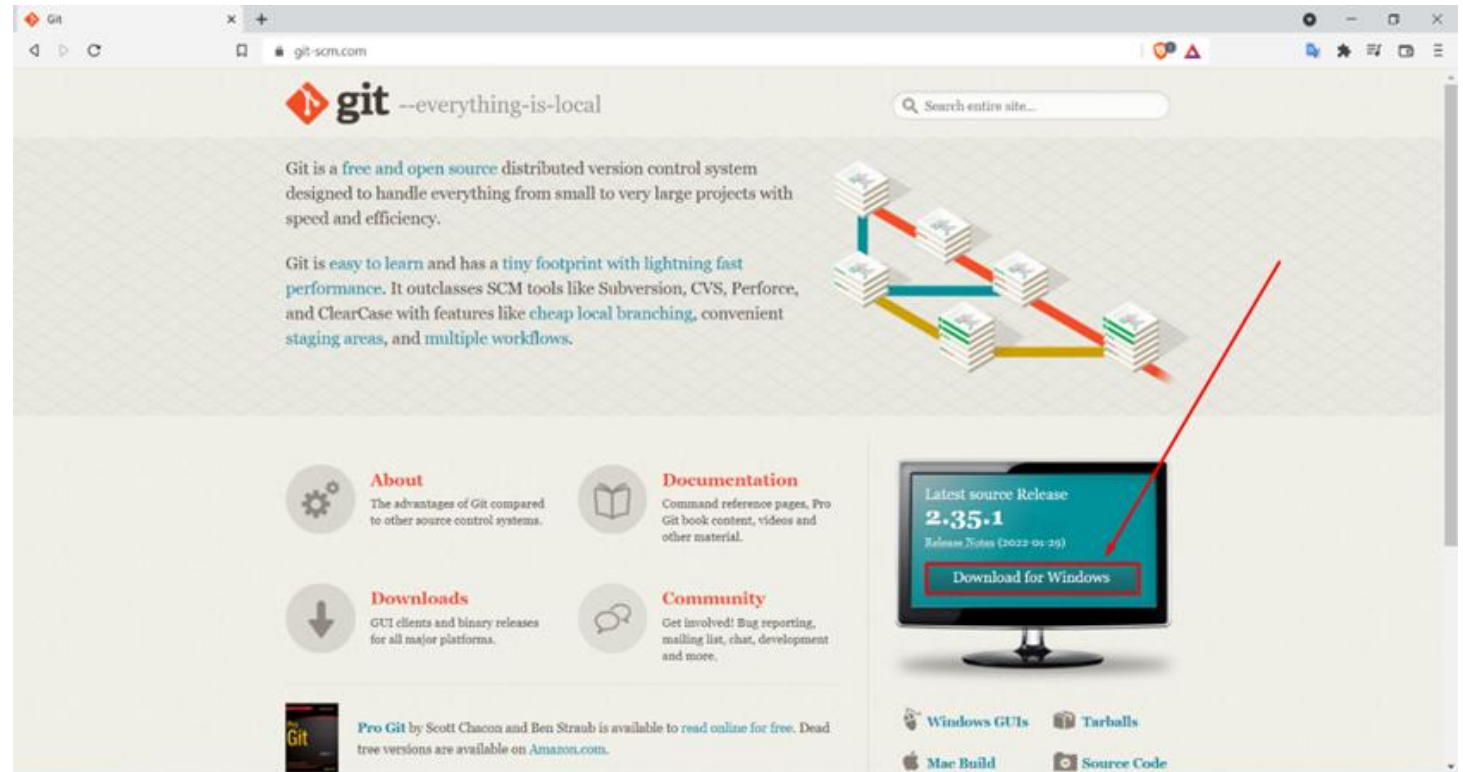 Git
git-scm.com
git --everything-is-local
Search entire site...
Git is a free and open source distributed version control system
designed to handle everything from small to very large projects with
speed and efficiency.
Git is easy to learn and has a tiny footprint with lightning fast
performance. It outclasses SCM tools like Subversion, CVS, Perforce,
and ClearCase with features like cheap local branching, convenient
staging areas, and multiple workflows.
About
The advantages of Git compared
to other source control systems.
Documentation
Command reference pages, Pro
Git book content, videos and
other material.
Downloads
GUI clients and binary releases
for all major platforms.
Community
Get involved! Bug reporting,
mailing list, chat, development
and more.
Latest source Release
2.35.1
Release Notes (2022-01-29)
Download for Windows
Pro
Git
Pro Git by Scott Chacon and Ben Straub is available to read online for free. Dead
tree versions are available on Amazon.com.
Windows GUIs
Tarballs
Mac Build
Source Code